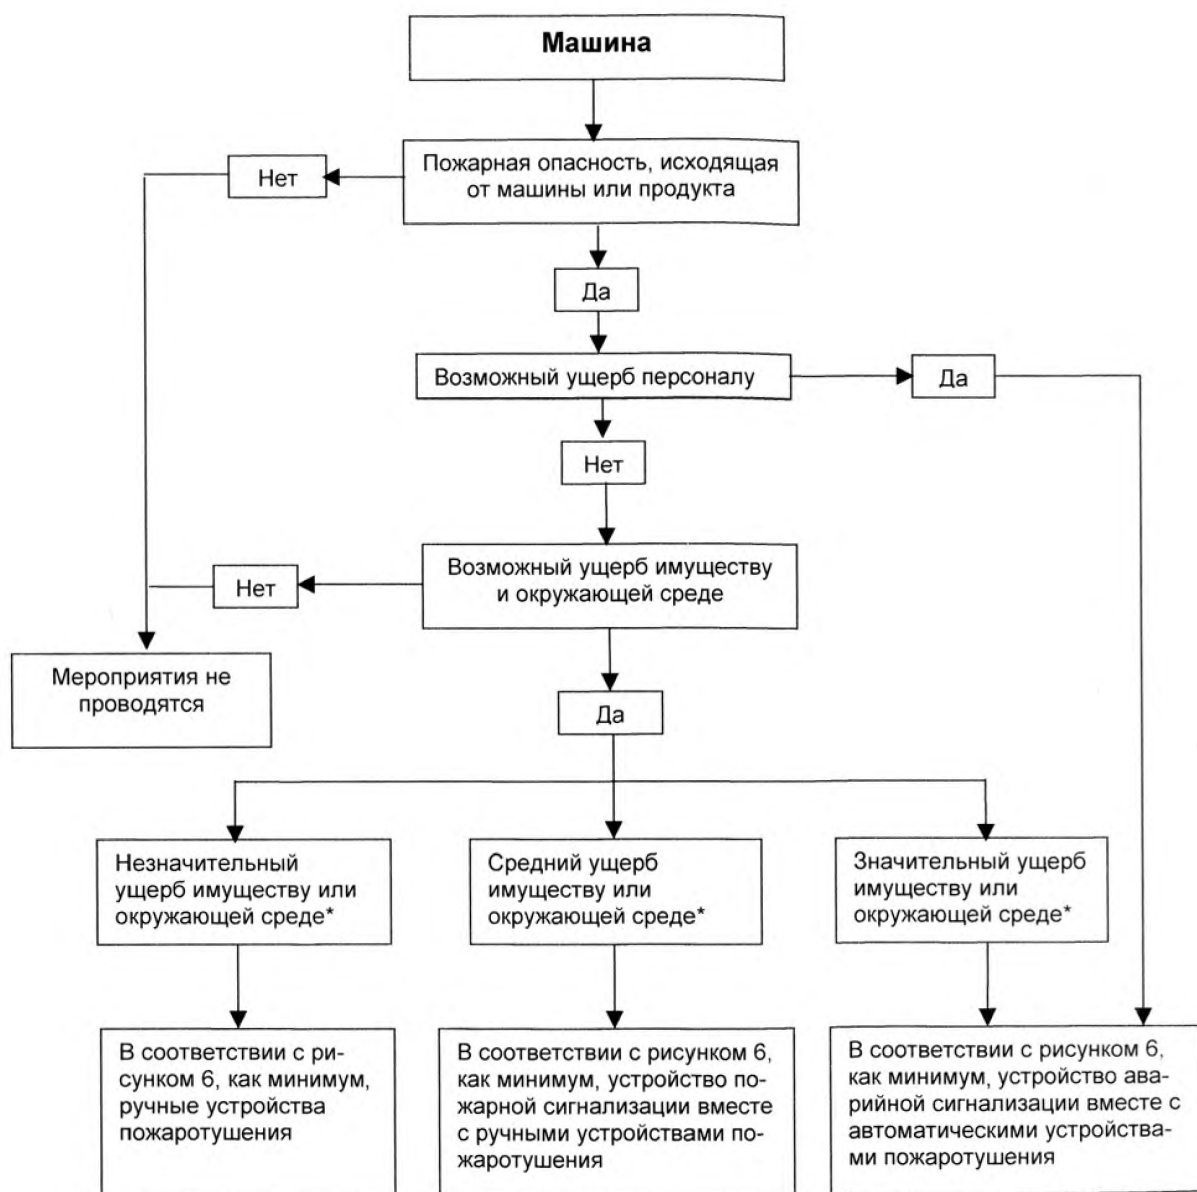 Машина
Пожарная опасность, исходящая
от машины или продукта
Нет
Да
Возможный ущерб персоналу
Да
Нет
Возможный ущерб имуществу
и окружающей среде
Нет
Мероприятия не
проводятся
Да
Незначительный
ущерб имуществу или
окружающей среде*
Средний ущерб
имуществу или
окружающей среде*
Значительный ущерб
имуществу или
окружающей среде*
В соответствии с ри-
сунком 6, как минимум,
ручные устройства
пожаротушения
В соответствии с рисунком 6,
как минимум, устройство по-
жарной сигнализации вместе
с ручными устройствами по-
жаротушения
В соответствии с рисунком 6,
как минимум, устройство ава-
рийной сигнализации вместе с
автоматическими устройства-
ми пожаротушения